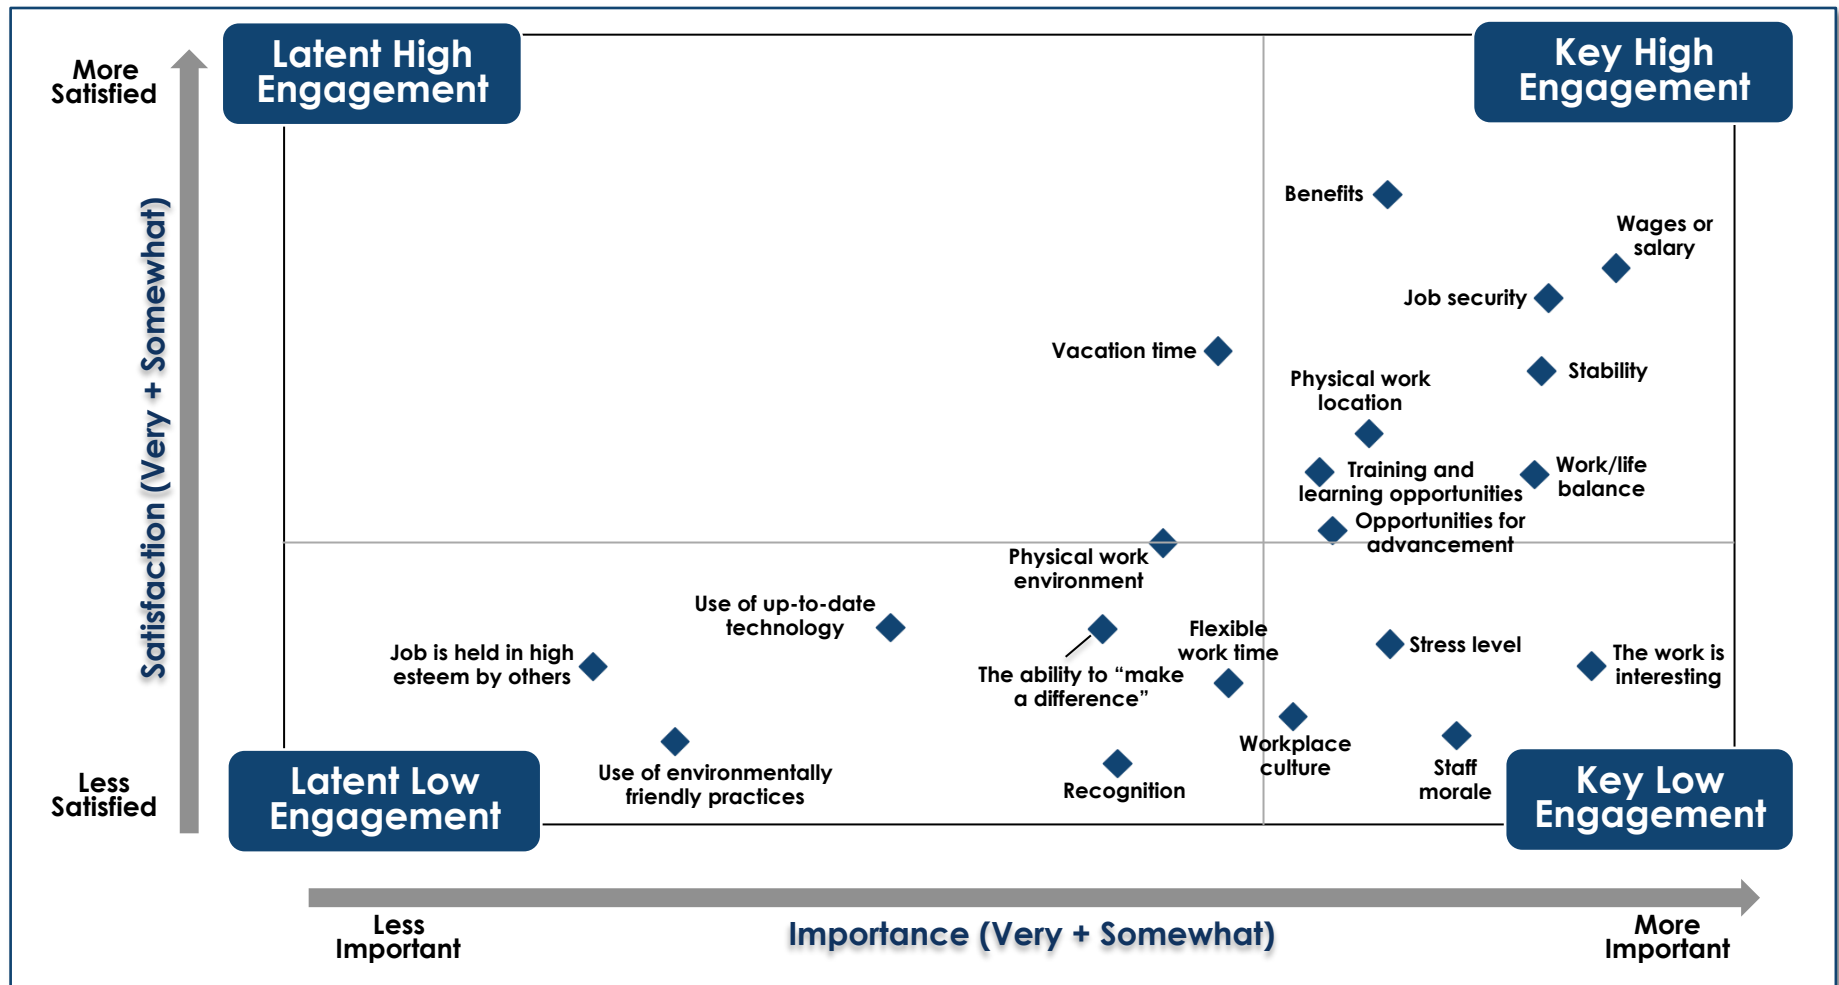 Latent High
Engagement
Key High
Engagement
More
Satisfied
Benefits
Wages or
salary
Job security
Vacation time
Stability
Physical work
location
Training and
learning opportunities
Work/life
balance
Opportunities for
advancement
Physical work
environment
Satisfaction (Very + Somewhat)
Use of up-to-date
technology
Job is held in high
esteem by others
The ability to “make
a difference”
Flexible
work time
Stress level
The work is
interesting
Workplace
culture
Staff
morale
Use of environmentally
friendly practices
Recognition
Less
Satisfied
Latent Low
Engagement
Key Low
Engagement
Less
Important
Importance (Very + Somewhat)
More
Important